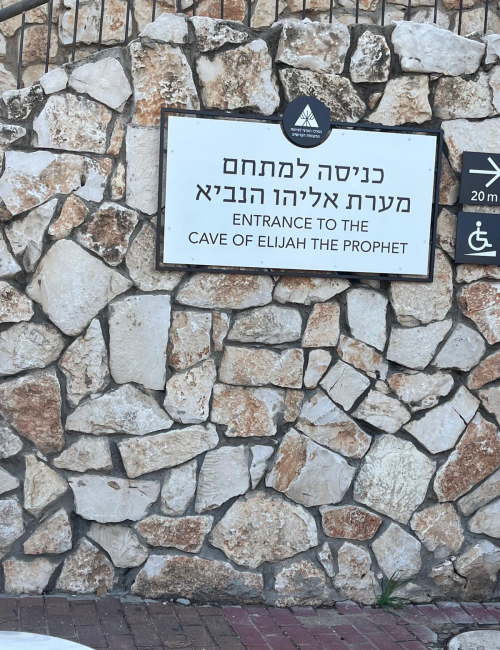 כניסה למתחם
מערת אליהו הנביא
ENTRANCE TO THE
CAVE OF ELIJAH THE PROPHET
20 m